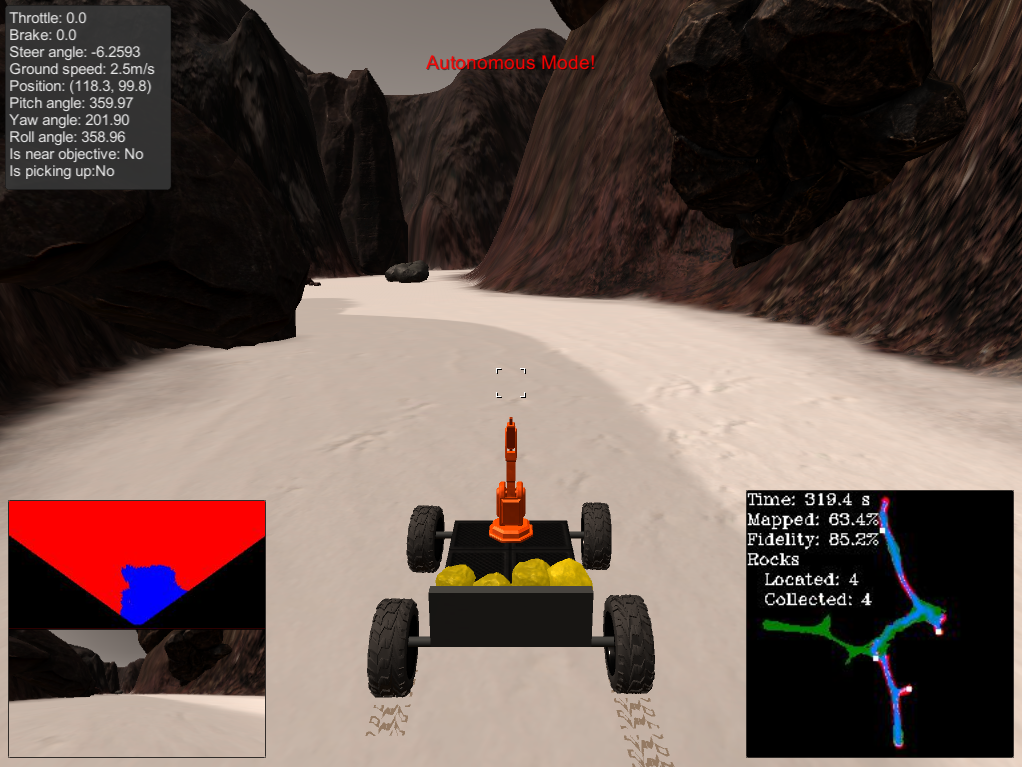 Throttle: 0.0
Brake: 0.0
Steer angle: -6.2593
Ground speed: 2.5m/s
Position: (118.3, 99.8)
Pitch angle: 359.97
Yaw angle: 201.90
Roll angle: 358.96
Is near objective: No
Is picking up:No
Autonomous Mode!
Time: 319.4 s
Mapped: 63.4%
Fidelity: 85.2%
Rocks
Located: 4
Collected: 4